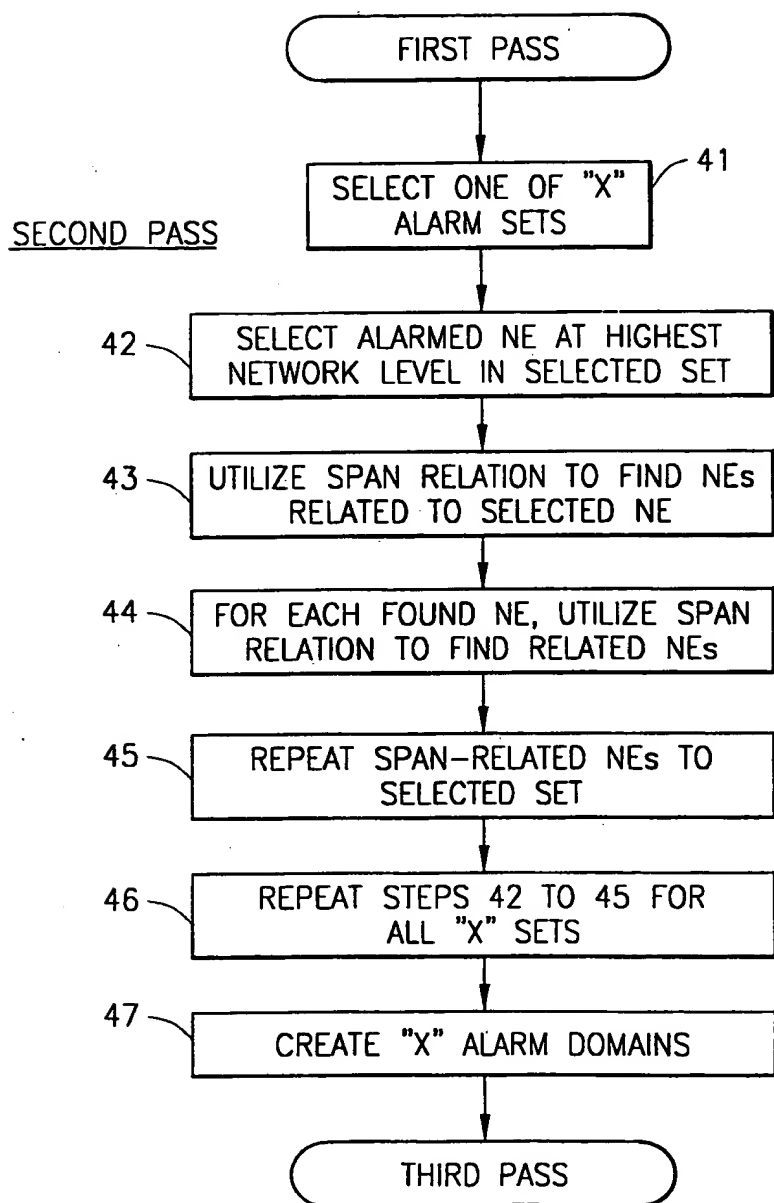 FIRST PASS
41
SELECT ONE OF "X"
ALARM SETS
SECOND PASS
42
SELECT ALARMED NE AT HIGHEST
NETWORK LEVEL IN SELECTED SET
43
UTILIZE SPAN RELATION TO FIND NEs
RELATED TO SELECTED NE
44
FOR EACH FOUND NE, UTILIZE SPAN
RELATION TO FIND RELATED NEs
45
REPEAT SPAN-RELATED NEs TO
SELECTED SET
46
REPEAT STEPS 42 TO 45 FOR
ALL "X" SETS
47
CREATE "X" ALARM DOMAINS
THIRD PASS